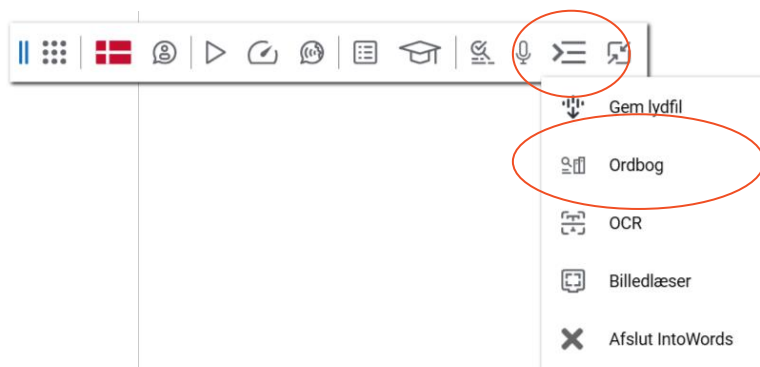 Gem lydfil
Ordbog
OCR
Billedlæser
Afslut IntoWords